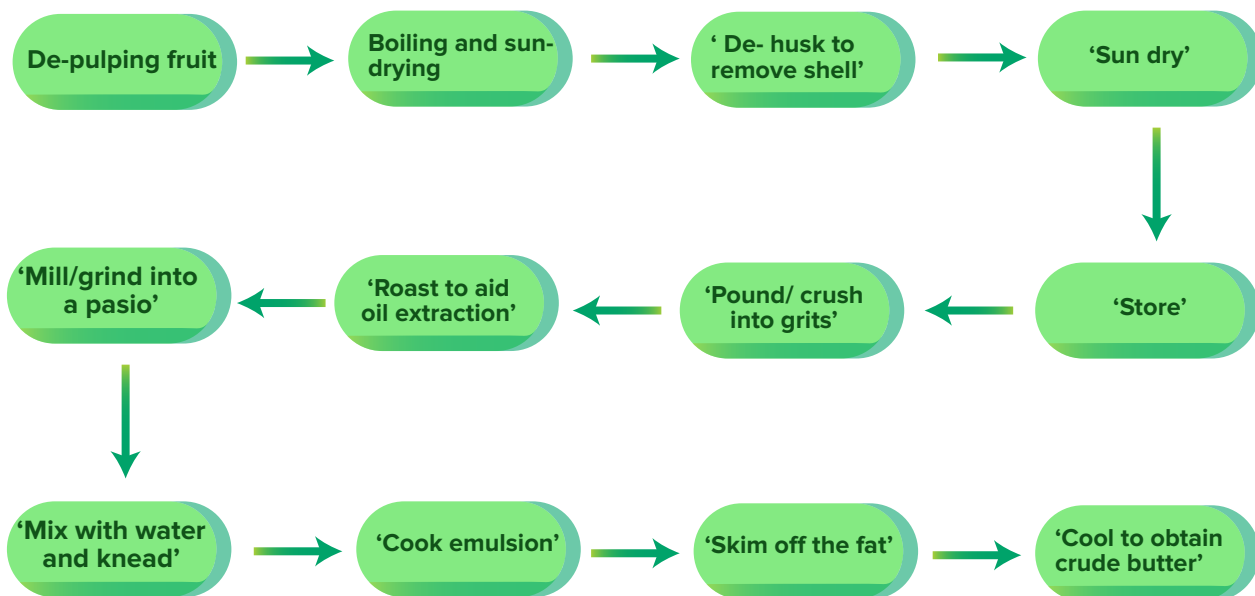 De-pulping fruit
Boiling and sun-
drying
‘ De- husk to
remove shell’
‘Sun dry’
‘Store’
‘Pound/ crush
into grits’
‘Roast to aid
oil extraction’
‘Mill/grind into
a pasio’
‘Mix with water
and knead’
‘Cook emulsion’
‘Skim off the fat’
‘Cool to obtain
crude butter’